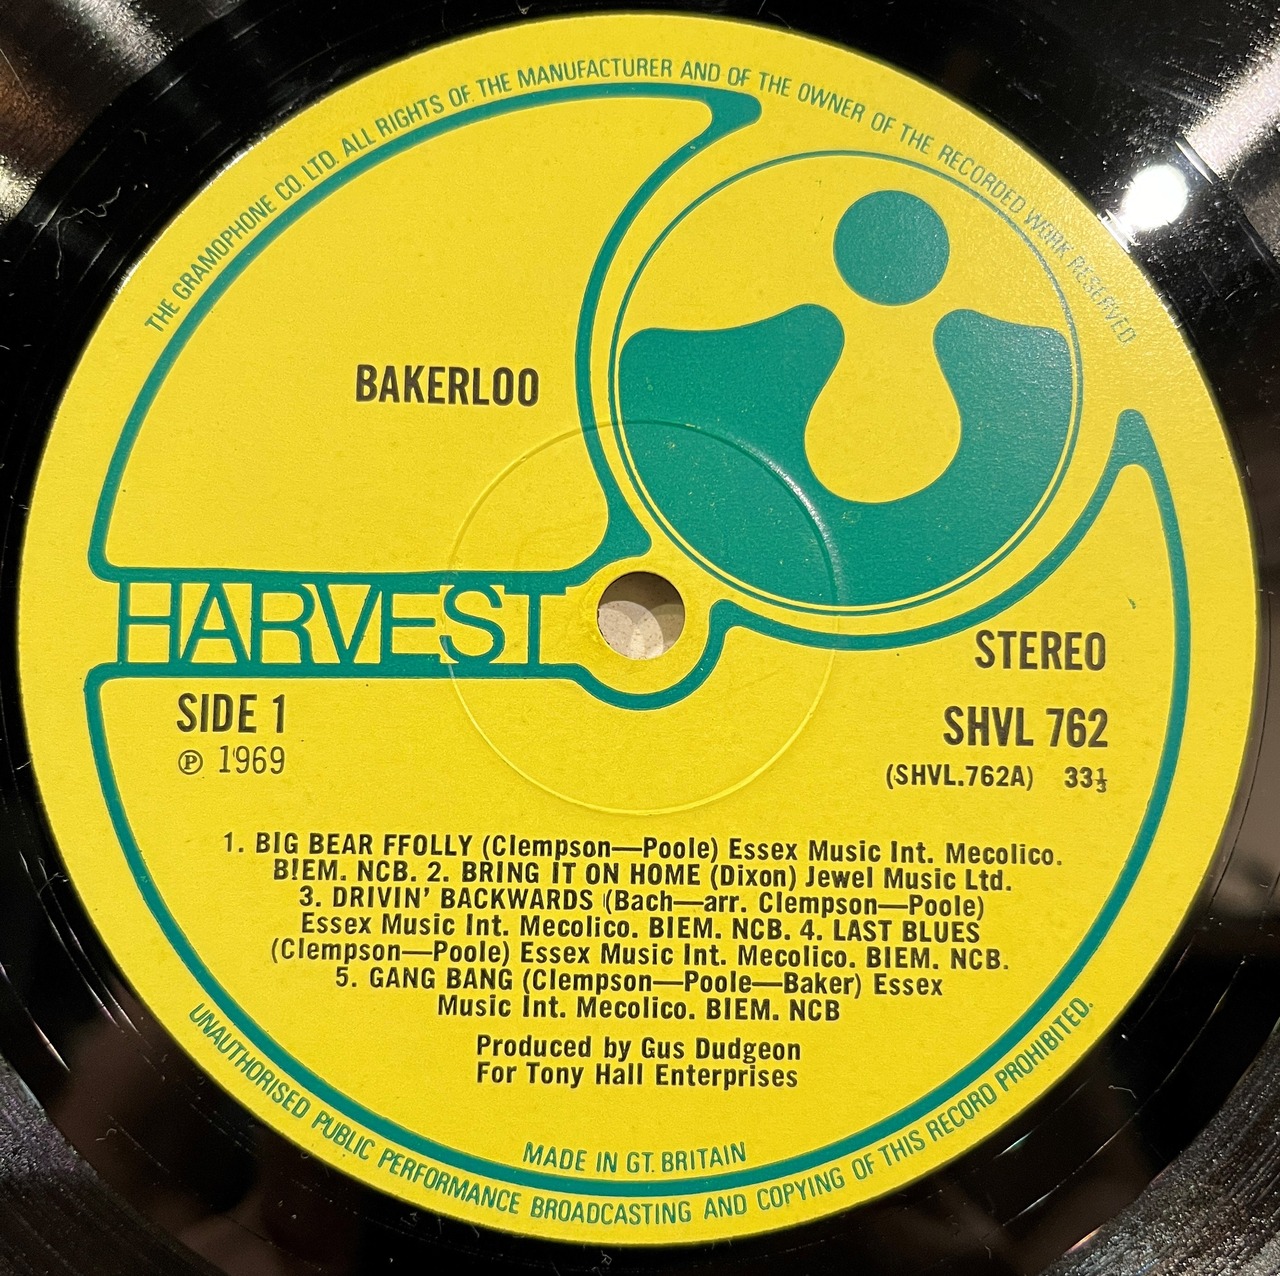 THE GRAMOPHONE CO. LTD. ALL RIGHTS OF THE MANUFACTURER AND OF THE OWNER OF THE RECORDED WORK RESERVED
BAKERLOO
HARVEST
STEREO
SIDE 1
SHVL 762
℗ 1969
(SHVL.762A) 33⅓
1. BIG BEAR FFOLLY (Clempson—Poole) Essex Music Int. Mecolico.
BIEM. NCB. 2. BRING IT ON HOME (Dixon) Jewel Music Ltd.
3. DRIVIN' BACKWARDS (Bach—arr. Clempson—Poole)
Essex Music Int. Mecolico. BIEM. NCB. 4. LAST BLUES
(Clempson—Poole) Essex Music Int. Mecolico. BIEM. NCB.
5. GANG BANG (Clempson—Poole—Baker) Essex
Music Int. Mecolico. BIEM. NCB
Produced by Gus Dudgeon
For Tony Hall Enterprises
MADE IN GT. BRITAIN
UNAUTHORISED PUBLIC PERFORMANCE BROADCASTING AND COPYING OF THIS RECORD PROHIBITED.